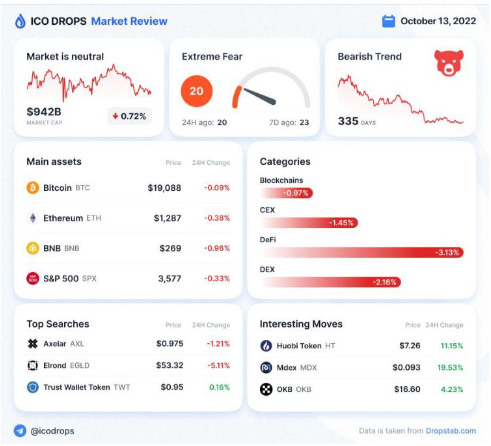 ICO DROPS Market Review
October 13, 2022
Market is neutral
$942B
MARKET CAP
0.72%
Extreme Fear
20
24H ago: 20 7D ago: 23
Bearish Trend
335 DAYS
Main assets Price 24H Change
Bitcoin BTC $19,088 -0.09%
Ethereum ETH $1,287 -0.38%
BNB BNB $269 -0.96%
S&P 500 SPX 3,577 -0.33%
Categories
Blockchains
-0.97%
CEX
-1.45%
DeFi
-3.13%
DEX
-2.16%
Top Searches Price 24H Change
Axelar AXL $0.975 -1.21%
Elrond EGLD $53.32 -5.11%
Trust Wallet Token TWT $0.95 0.16%
Interesting Moves Price 24H Change
Huobi Token HT $7.26 11.15%
Mdex MDX $0.093 19.53%
OKB OKB $16.60 4.23%
@icodrops
Data is taken from Dropstab.com